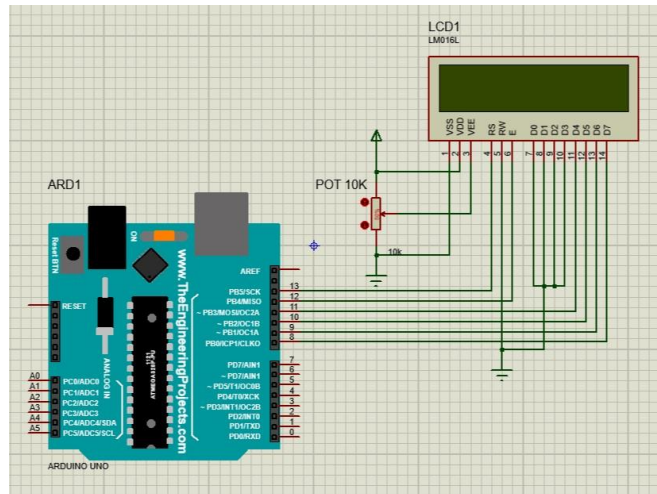 LCD1
LM016L
VSS
VDD
VEE
RS
RW
E
D0
D1
D2
D3
D4
D5
D6
D7
1
2
3
4
5
6
7
8
9
10
11
12
13
14
POT 10K
10k
ARD1
ARDUINO UNO
Reset BTN
ON
www.TheEngineeringProjects.com
ANALOG IN
RESET
AREF
PB5/SCK
13
PB4/MISO
12
~ PB3/MOSI/OC2A
11
~ PB2/OC1B
10
~ PB1/OC1A
9
PB0/ICP1/CLKO
8
PD7/AIN1
7
~ PD7/AIN1
6
~ PD5/T1/OC0B
5
PD4/T0/XCK
4
~ PD3/INT1/OC2B
3
PD2/INT0
2
PD1/TXD
1
PD0/RXD
0
A0
PC0/ADC0
A1
PC1/ADC1
A2
PC2/ADC2
A3
PC3/ADC3
A4
PC4/ADC4/SDA
A5
PC5/ADC5/SCL